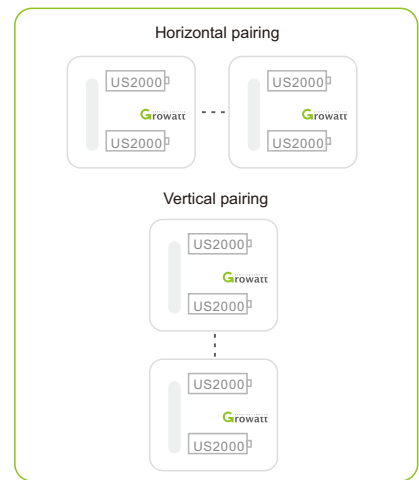 Horizontal pairing
US2000 US2000
Growatt Growatt
US2000 US2000
Vertical pairing
US2000
Growatt
US2000
US2000
Growatt
US2000